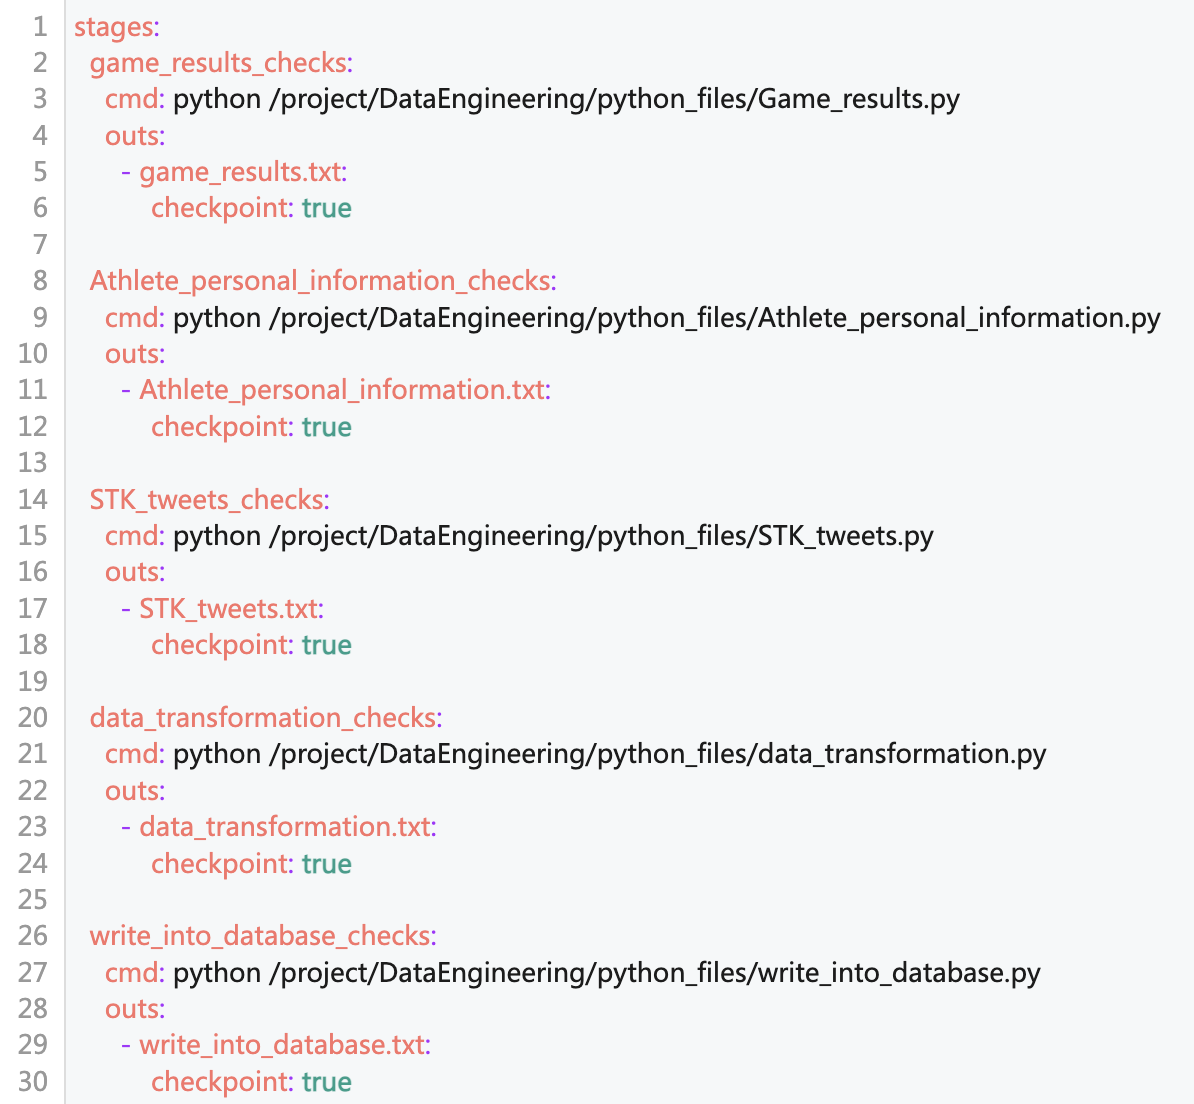 1 stages:
2 game_results_checks:
3 cmd: python /project/DataEngineering/python_files/Game_results.py
4 outs:
5 - game_results.txt:
6 checkpoint: true
7
8 Athlete_personal_information_checks:
9 cmd: python /project/DataEngineering/python_files/Athlete_personal_information.py
10 outs:
11 - Athlete_personal_information.txt:
12 checkpoint: true
13
14 STK_tweets_checks:
15 cmd: python /project/DataEngineering/python_files/STK_tweets.py
16 outs:
17 - STK_tweets.txt:
18 checkpoint: true
19
20 data_transformation_checks:
21 cmd: python /project/DataEngineering/python_files/data_transformation.py
22 outs:
23 - data_transformation.txt:
24 checkpoint: true
25
26 write_into_database_checks:
27 cmd: python /project/DataEngineering/python_files/write_into_database.py
28 outs:
29 - write_into_database.txt:
30 checkpoint: true